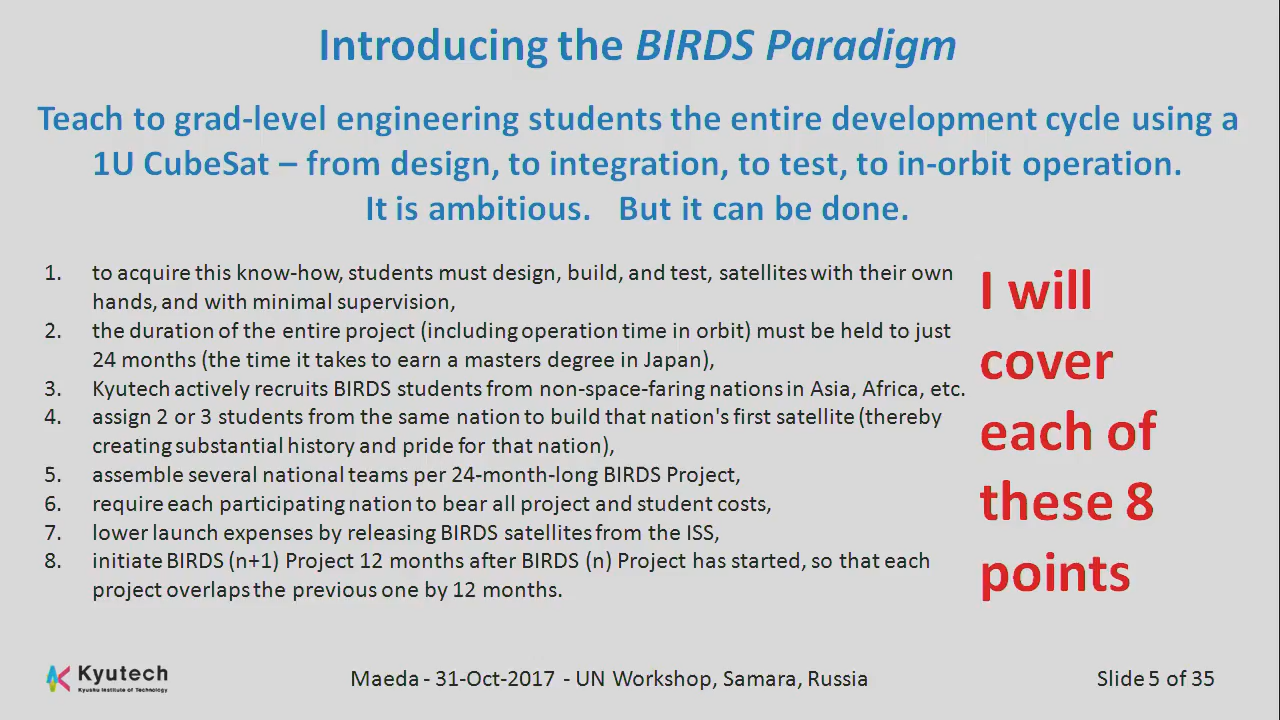 Introducing the BIRDS Paradigm
Teach to grad-level engineering students the entire development cycle using a
1U CubeSat – from design, to integration, to test, to in-orbit operation.
It is ambitious. But it can be done.
1. to acquire this know-how, students must design, build, and test, satellites with their own
hands, and with minimal supervision,
2. the duration of the entire project (including operation time in orbit) must be held to just
24 months (the time it takes to earn a masters degree in Japan),
3. Kyutech actively recruits BIRDS students from non-space-faring nations in Asia, Africa, etc.
4. assign 2 or 3 students from the same nation to build that nation's first satellite (thereby
creating substantial history and pride for that nation),
5. assemble several national teams per 24-month-long BIRDS Project,
6. require each participating nation to bear all project and student costs,
7. lower launch expenses by releasing BIRDS satellites from the ISS,
8. initiate BIRDS (n+1) Project 12 months after BIRDS (n) Project has started, so that each
project overlaps the previous one by 12 months.
I will
cover
each of
these 8
points
Kyutech
Kyushu Institute of Technology
Maeda - 31-Oct-2017 - UN Workshop, Samara, Russia
Slide 5 of 35